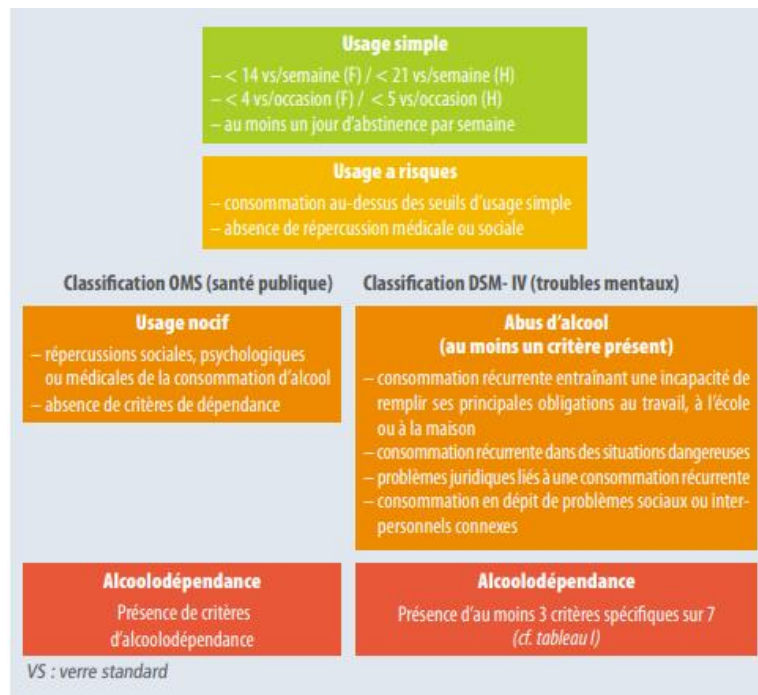 Usage simple
– < 14 vs/semaine (F) / < 21 vs/semaine (H)
– < 4 vs/occasion (F) / < 5 vs/occasion (H)
– au moins un jour d'abstinence par semaine
Usage a risques
– consommation au-dessus des seuils d'usage simple
– absence de répercussion médicale ou sociale
Classification OMS (santé publique)
Usage nocif
– répercussions sociales, psychologiques
ou médicales de la consommation d'alcool
– absence de critères de dépendance
Alcoolodépendance
Présence de critères
d'alcoolodépendance
Classification DSM- IV (troubles mentaux)
Abus d'alcool
(au moins un critère présent)
– consommation récurrente entraînant une incapacité de
remplir ses principales obligations au travail, à l'école
ou à la maison
– consommation récurrente dans des situations dangereuses
– problèmes juridiques liés à une consommation récurrente
– consommation en dépit de problèmes sociaux ou inter-
personnels connexes
Alcoolodépendance
Présence d'au moins 3 critères spécifiques sur 7
(cf. tableau I)
VS : verre standard